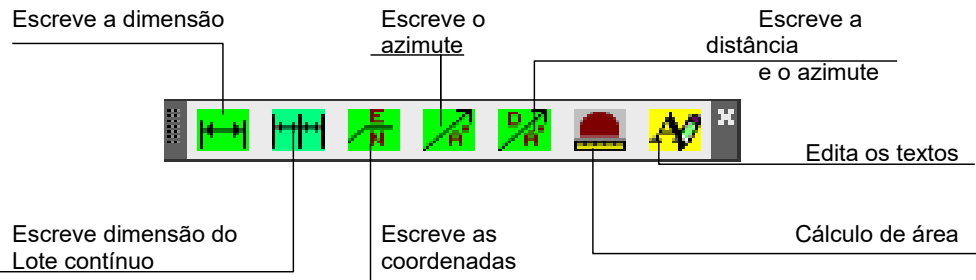 Escreve a dimensão
Escreve o
azimute
Escreve a
distância
e o azimute
E
N
A°
D
A°
A
Edita os textos
Escreve dimensão do
Lote contínuo
Escreve as
coordenadas
Cálculo de área